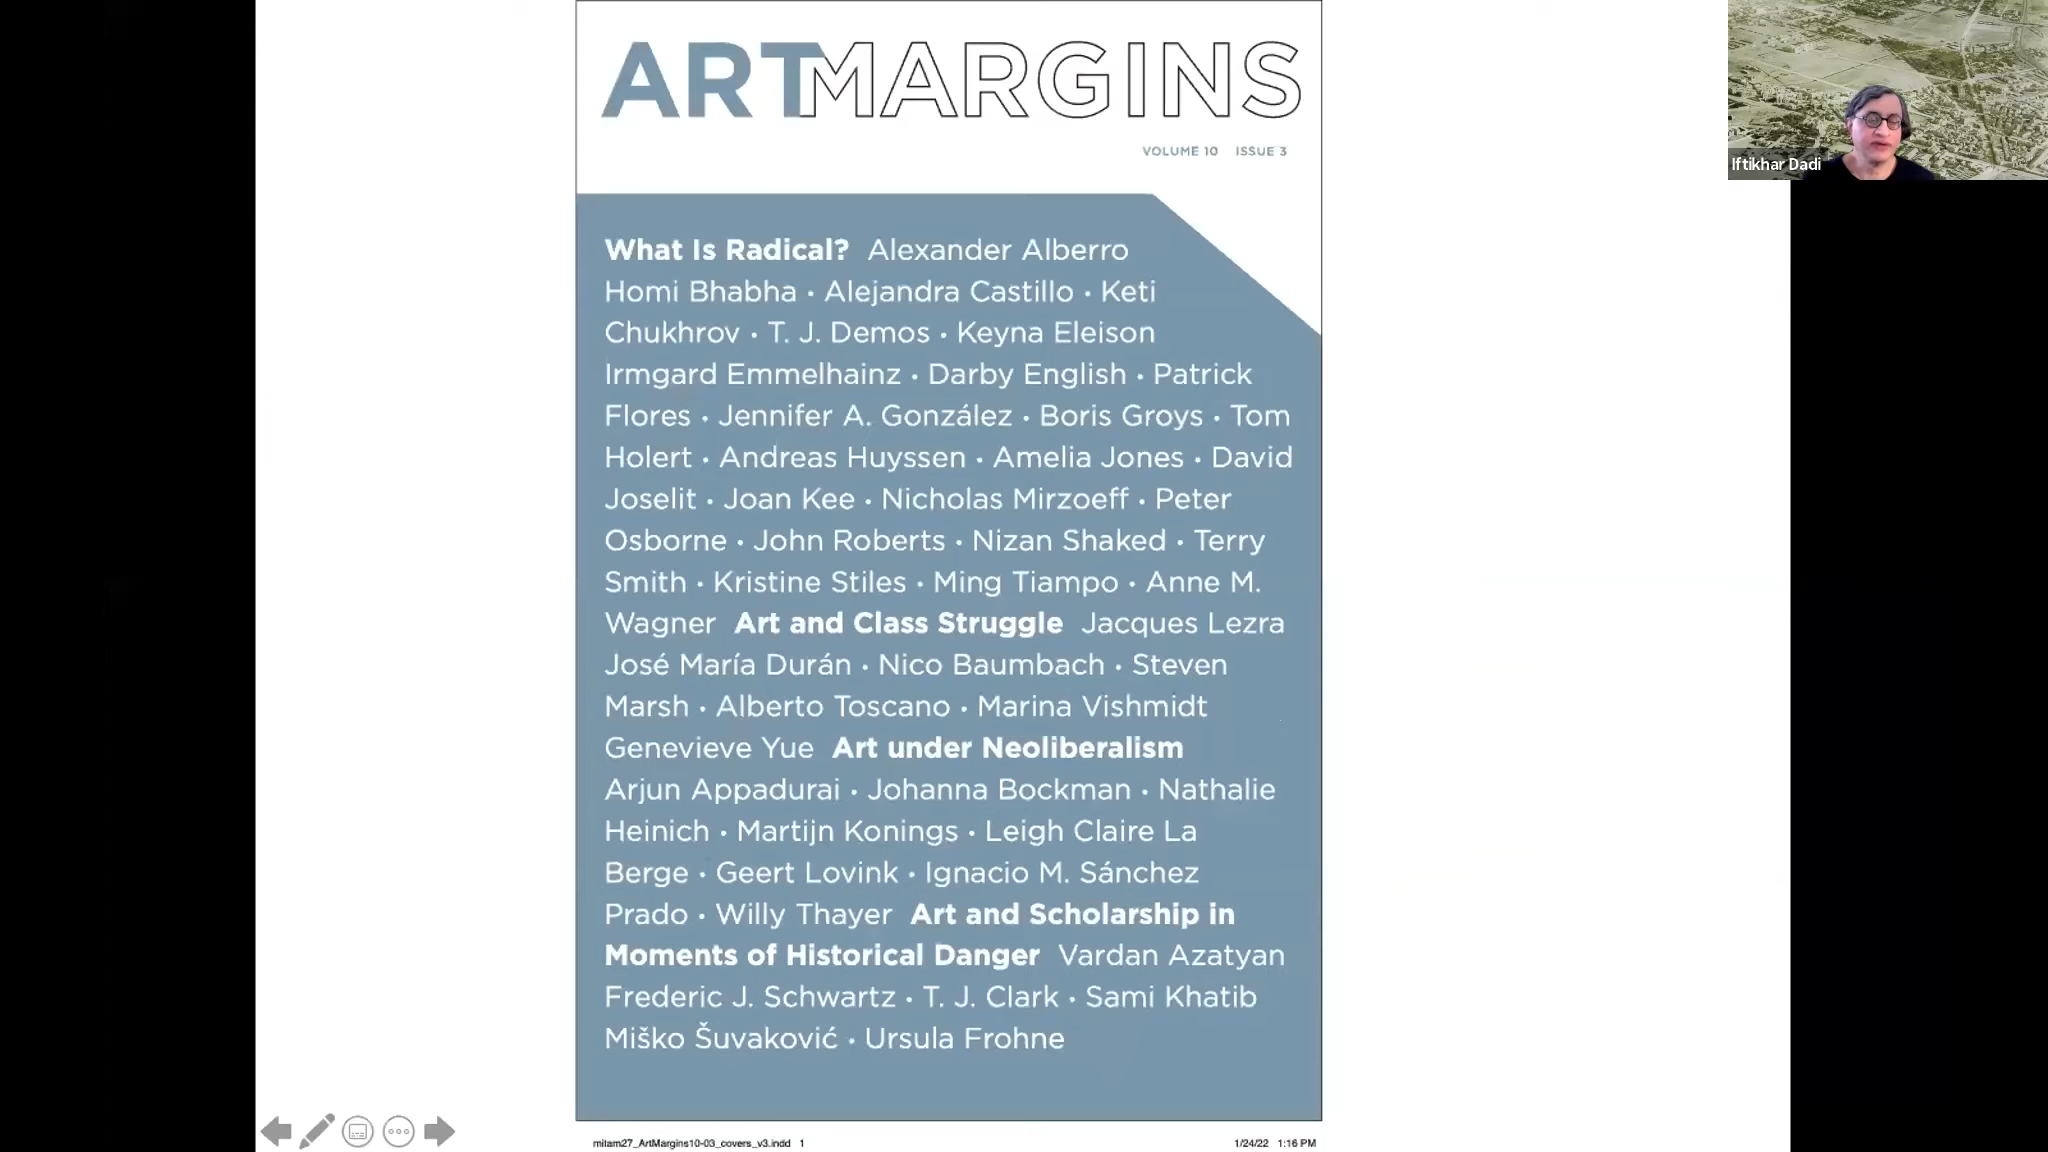 ARTMARGINS
VOLUME 10 ISSUE 3
Iftikhar Dadi
What Is Radical? Alexander Alberro
Homi Bhabha • Alejandra Castillo • Keti
Chukhrov • T. J. Demos • Keyna Eleison
Irmgard Emmelhainz • Darby English • Patrick
Flores • Jennifer A. González • Boris Groys • Tom
Holert • Andreas Huyssen • Amelia Jones • David
Joselit • Joan Kee • Nicholas Mirzoeff • Peter
Osborne • John Roberts • Nizan Shaked • Terry
Smith • Kristine Stiles • Ming Tiampo • Anne M.
Wagner Art and Class Struggle Jacques Lezra
José María Durán • Nico Baumbach • Steven
Marsh • Alberto Toscano • Marina Vishmidt
Genevieve Yue Art under Neoliberalism
Arjun Appadurai • Johanna Bockman • Nathalie
Heinich • Martijn Konings • Leigh Claire La
Berge • Geert Lovink • Ignacio M. Sánchez
Prado • Willy Thayer Art and Scholarship in
Moments of Historical Danger Vardan Azatyan
Frederic J. Schwartz • T. J. Clark • Sami Khatib
Miško Šuvaković • Ursula Frohne
mitam27_ArtMargins10-03_covers_v3.indd 1
1/24/22 1:16 PM